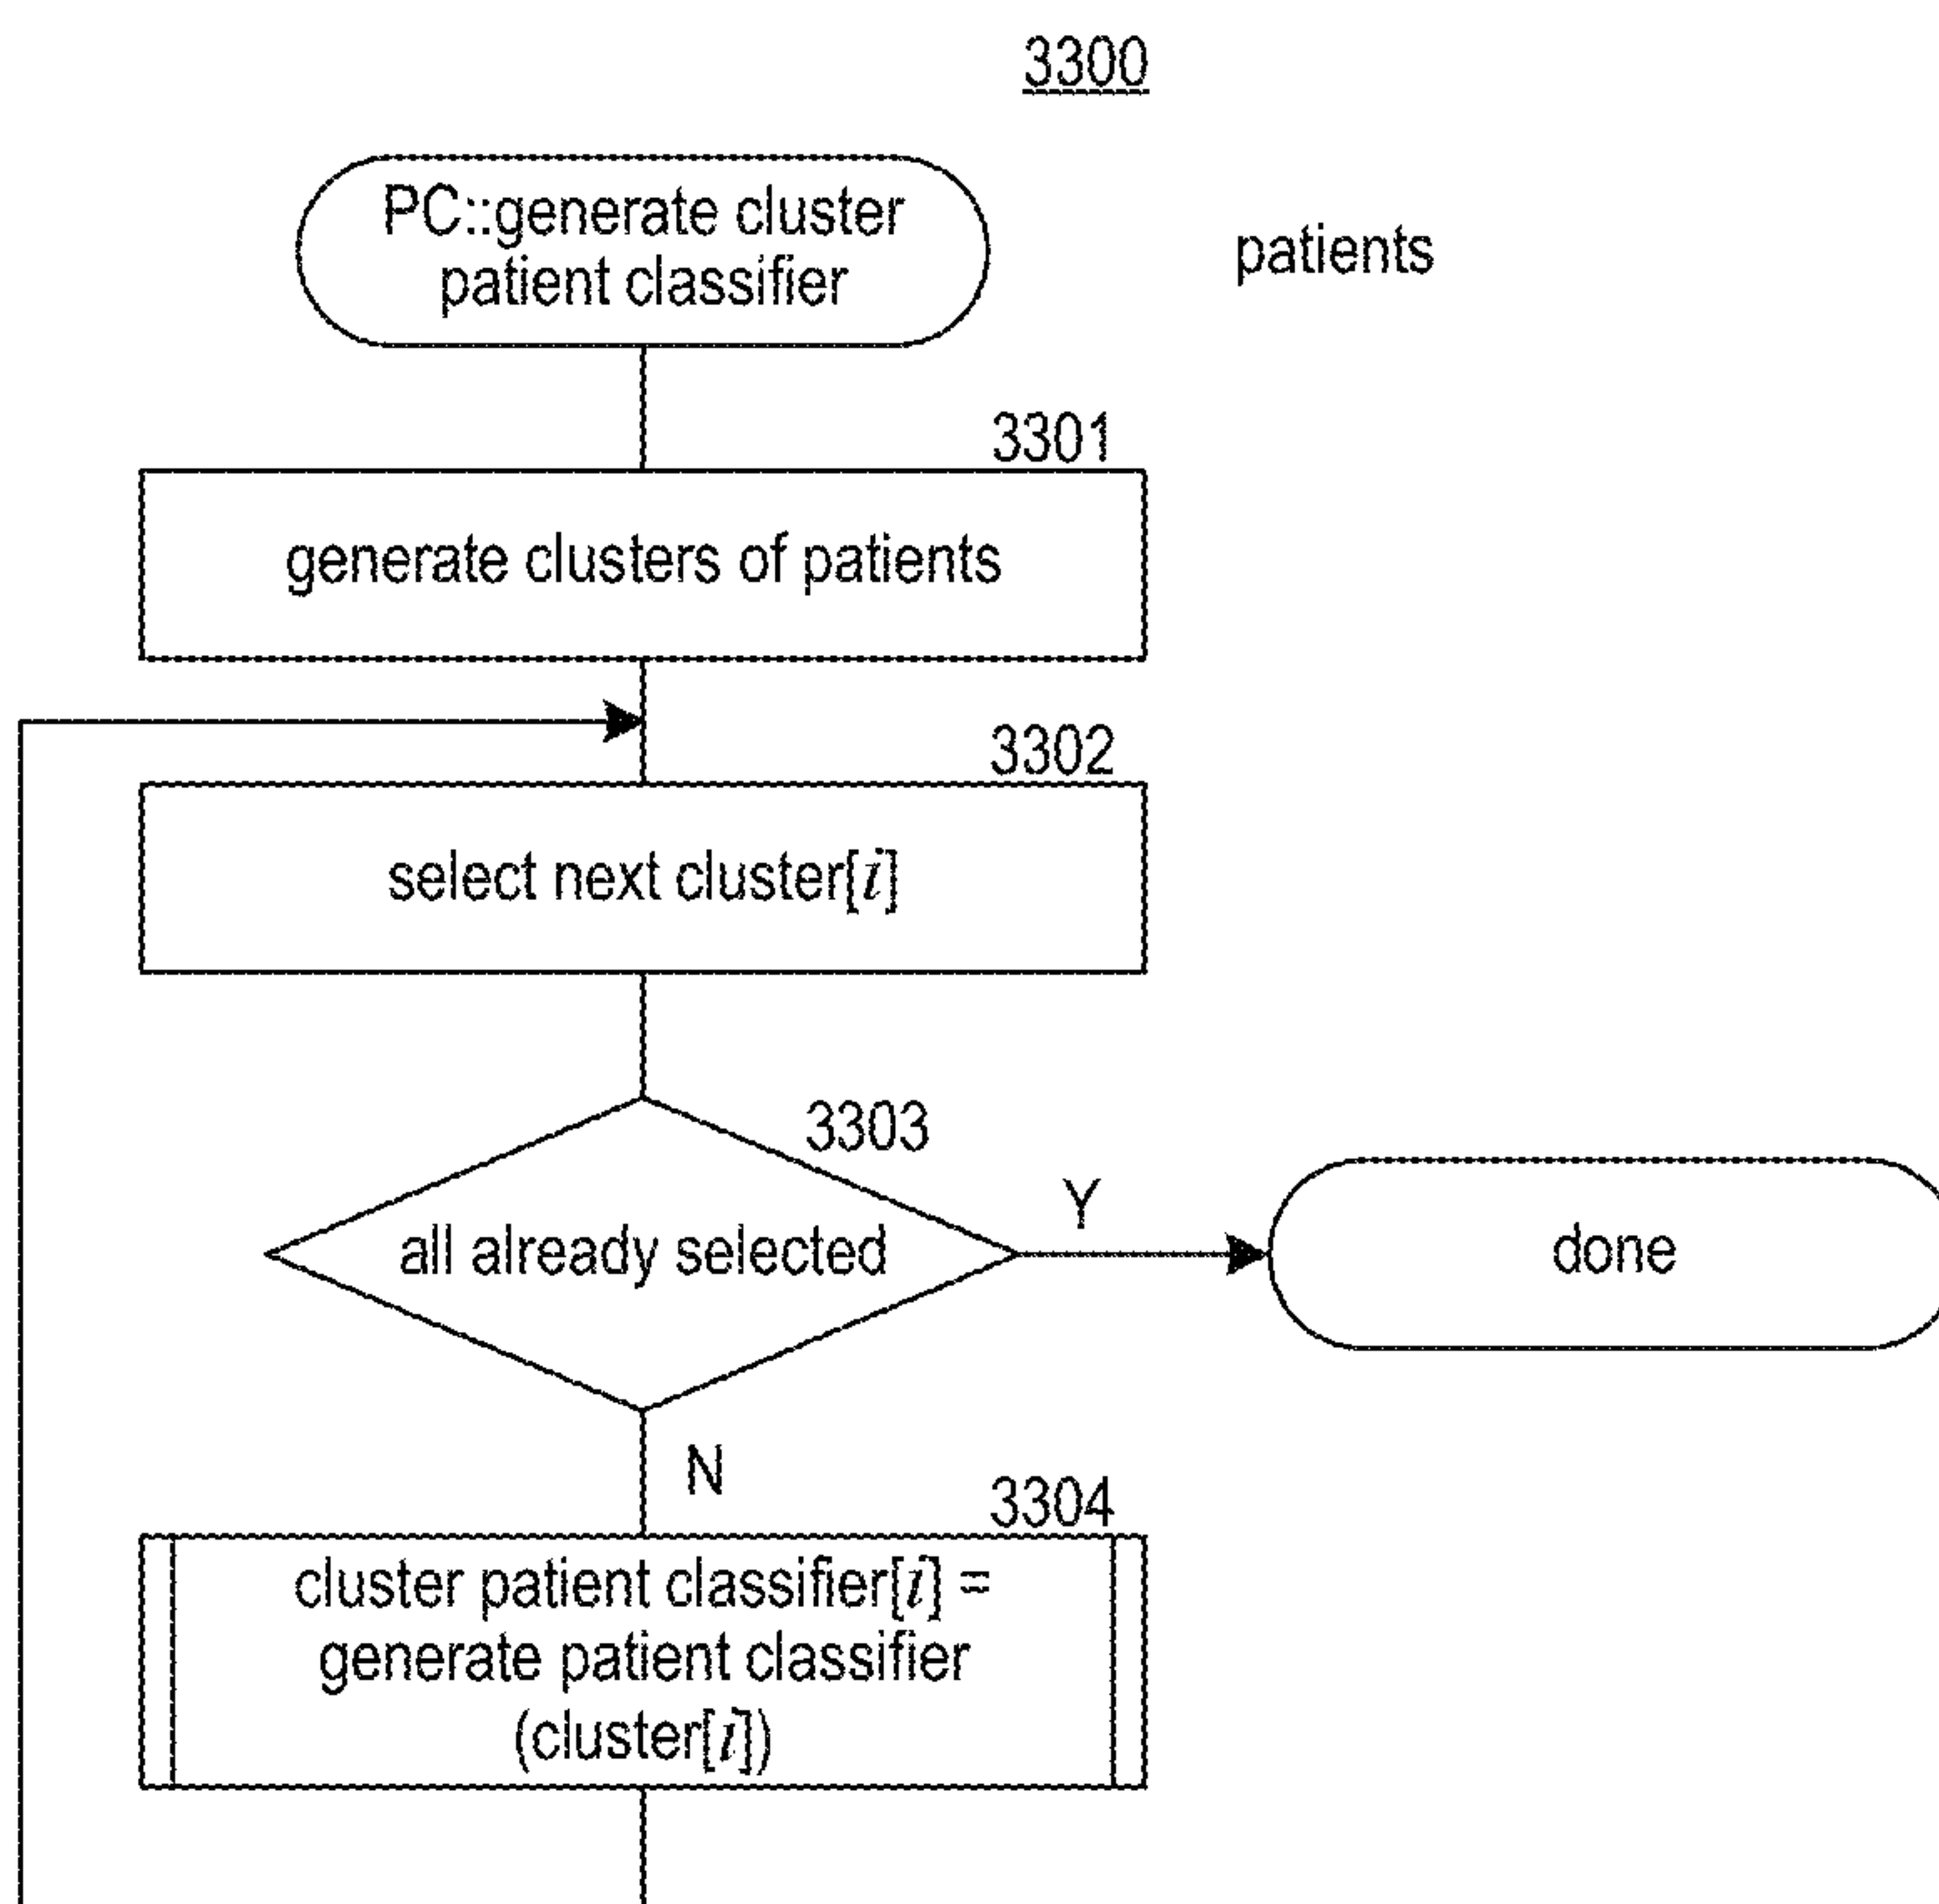 3300
PC::generate cluster
patient classifier
patients
3301
generate clusters of patients
3302
select next cluster[i]
3303
all already selected
Y
done
N
3304
cluster patient classifier[i] =
generate patient classifier
(cluster[i])